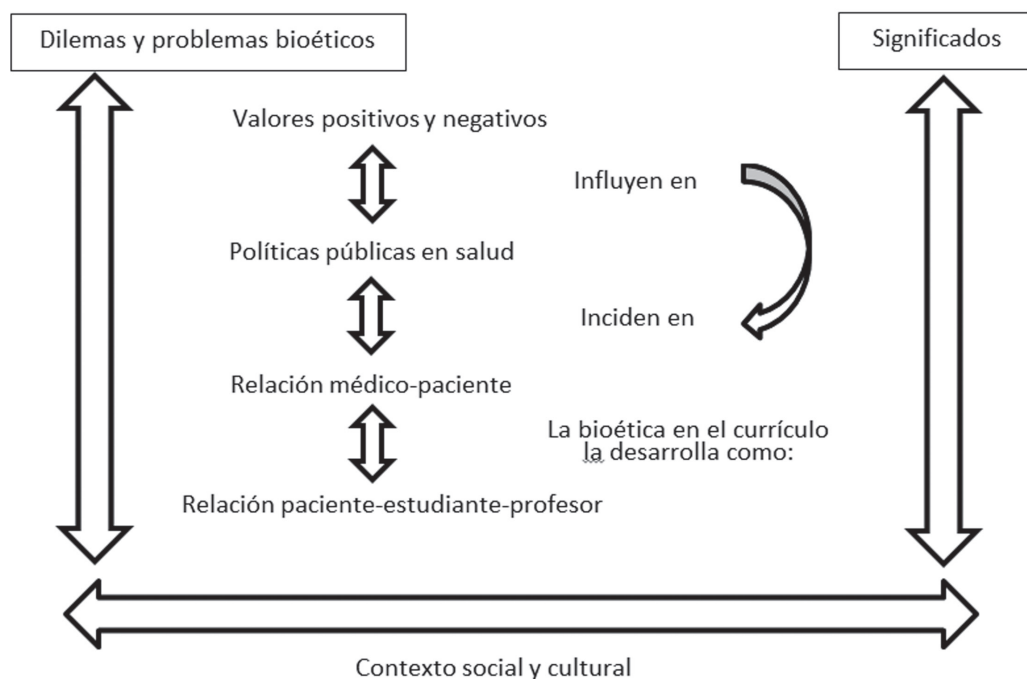 Dilemas y problemas bioéticos
Significados
Valores positivos y negativos
Influyen en
Políticas públicas en salud
Inciden en
Relación médico-paciente
La bioética en el currículo
la desarrolla como:
Relación paciente-estudiante-profesor
Contexto social y cultural